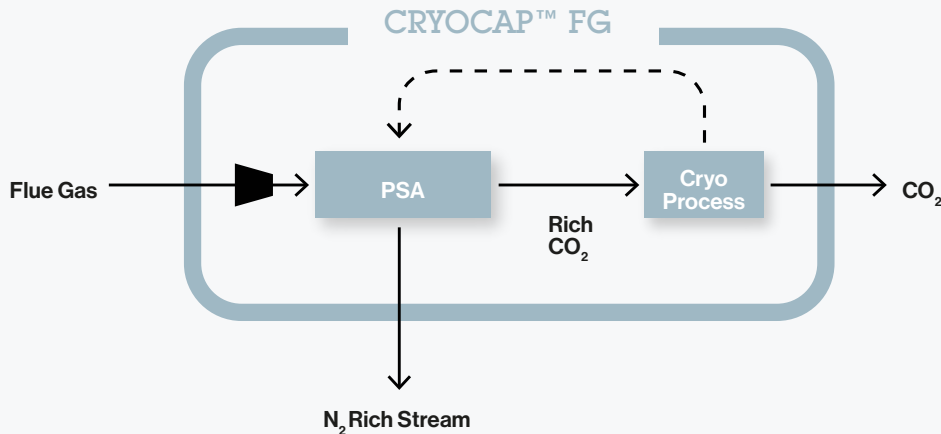 CRYOCAP™ FG
Flue Gas
PSA
Cryo
Process
CO₂
Rich
CO₂
N₂ Rich Stream